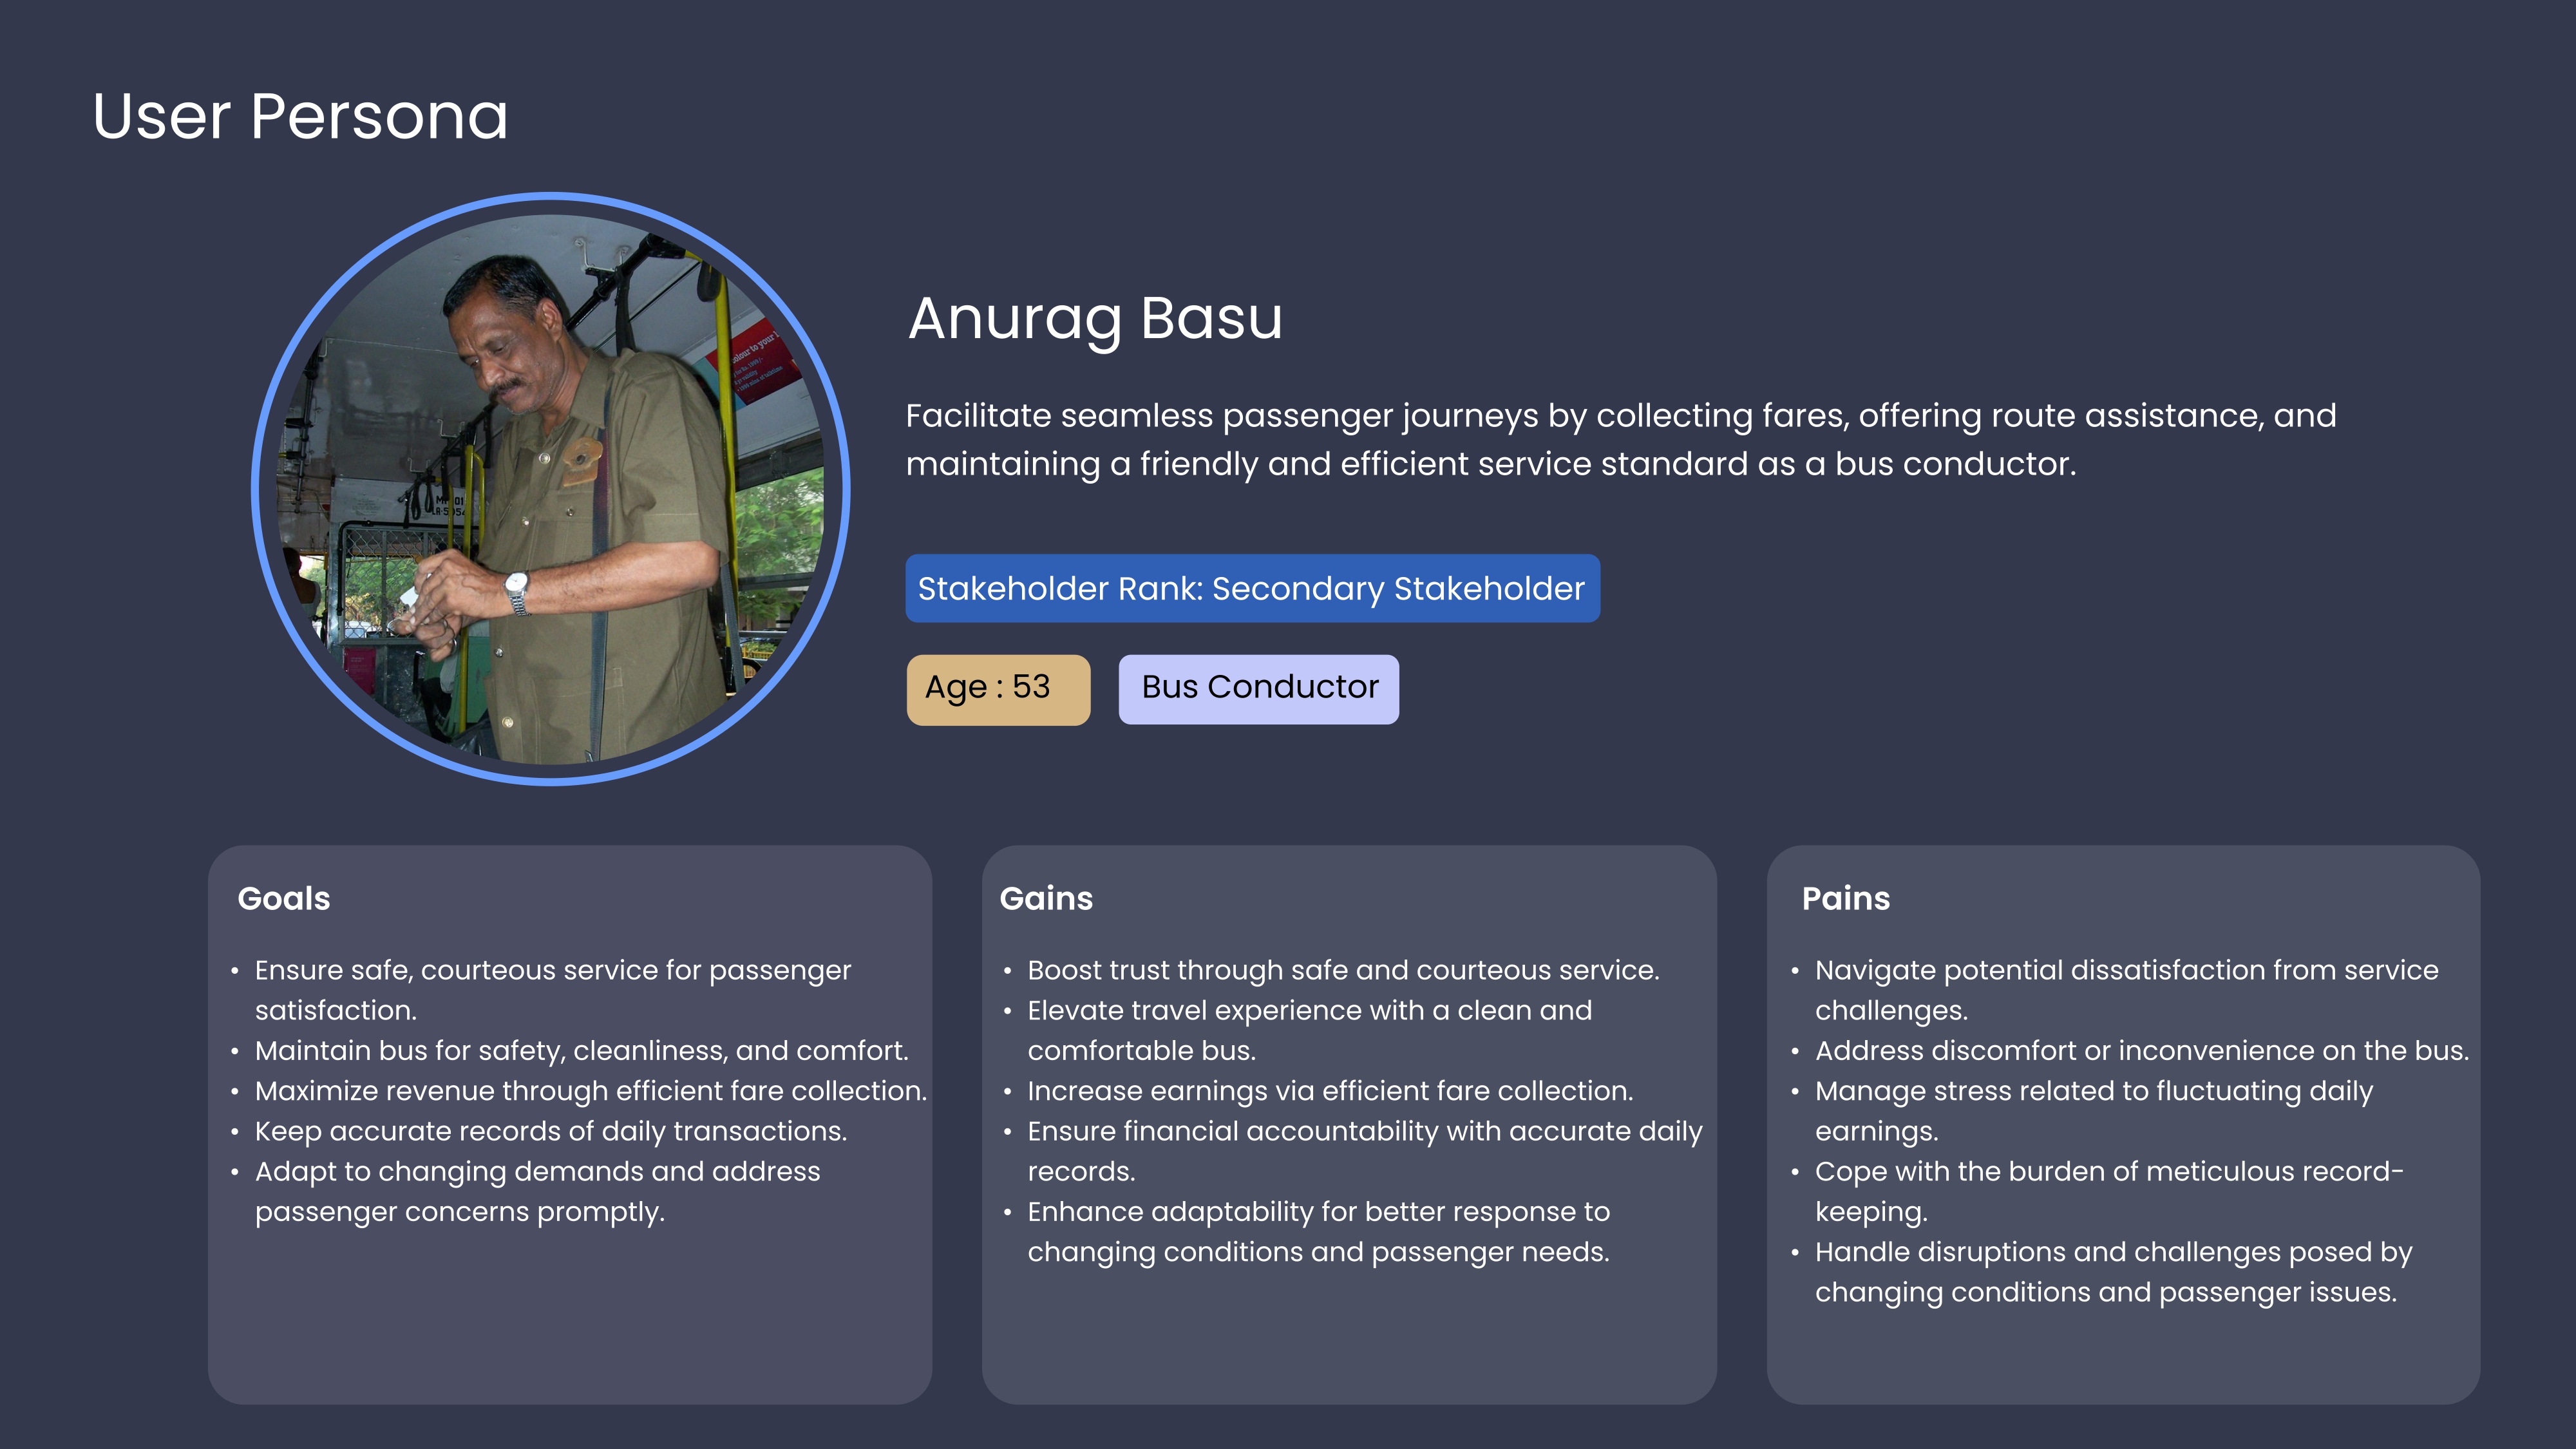 User Persona
Anurag Basu
Facilitate seamless passenger journeys by collecting fares, offering route assistance, and
maintaining a friendly and efficient service standard as a bus conductor.
Stakeholder Rank: Secondary Stakeholder
Age : 53
Bus Conductor
Goals
• Ensure safe, courteous service for passenger
satisfaction.
• Maintain bus for safety, cleanliness, and comfort.
• Maximize revenue through efficient fare collection.
• Keep accurate records of daily transactions.
• Adapt to changing demands and address
passenger concerns promptly.
Gains
• Boost trust through safe and courteous service.
• Elevate travel experience with a clean and
comfortable bus.
• Increase earnings via efficient fare collection.
• Ensure financial accountability with accurate daily
records.
• Enhance adaptability for better response to
changing conditions and passenger needs.
Pains
• Navigate potential dissatisfaction from service
challenges.
• Address discomfort or inconvenience on the bus.
• Manage stress related to fluctuating daily
earnings.
• Cope with the burden of meticulous record-
keeping.
• Handle disruptions and challenges posed by
changing conditions and passenger issues.